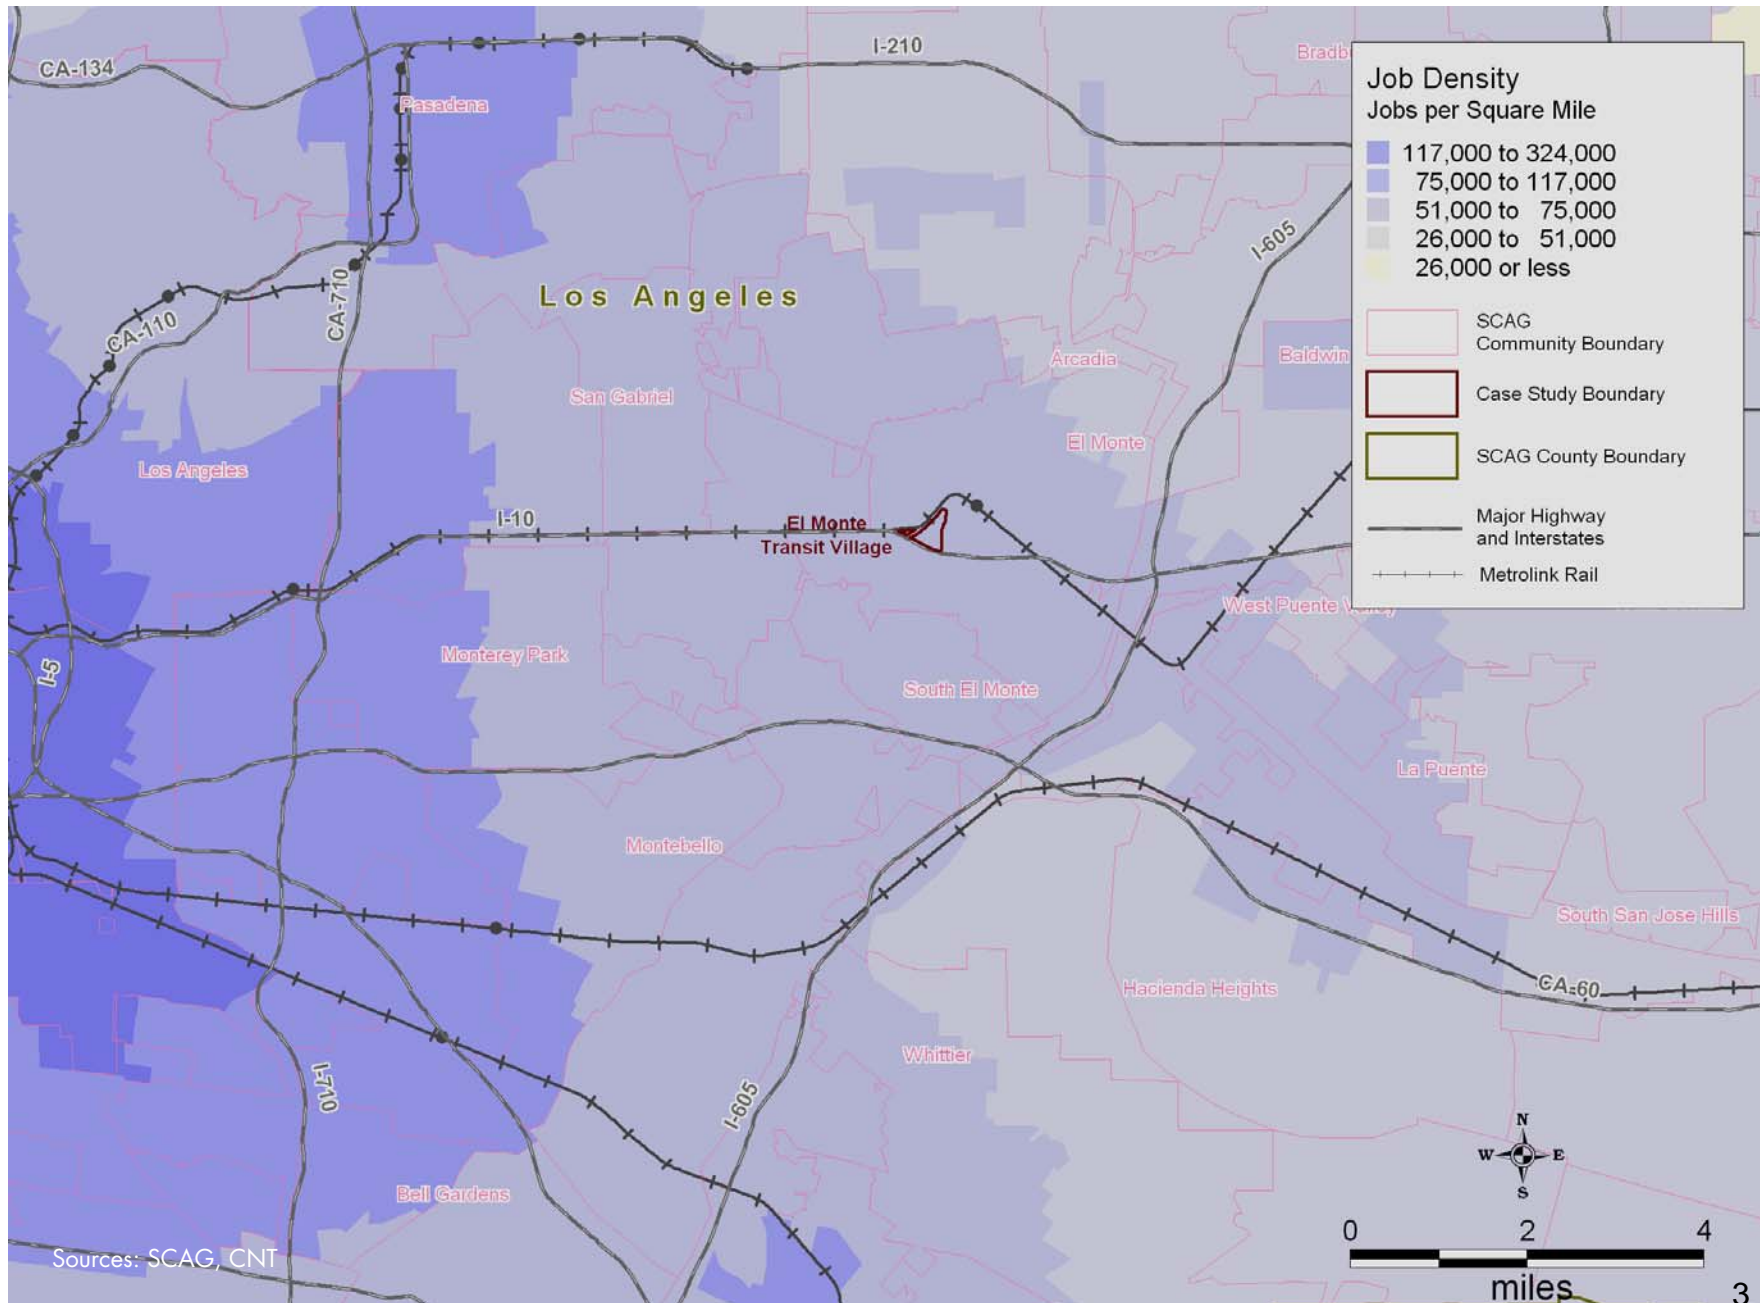 CA-134
I-210
Pasadena
Job Density
Jobs per Square Mile
117,000 to 324,000
75,000 to 117,000
51,000 to 75,000
26,000 to 51,000
26,000 or less
SCAG
Community Boundary
Case Study Boundary
SCAG County Boundary
Major Highway
and Interstates
Metrolink Rail
I-605
CA-710
Los Angeles
CA-110
Arcadia
Baldwin
San Gabriel
El Monte
Los Angeles
I-10
El Monte
Transit Village
West Puente Valley
Monterey Park
I-5
South El Monte
La Puente
Montebello
South San Jose Hills
Hacienda Heights
CA-60
Whittier
I-710
I-605
Bell Gardens
N
W E
S
0 2 4
miles
Sources: SCAG, CNT
3